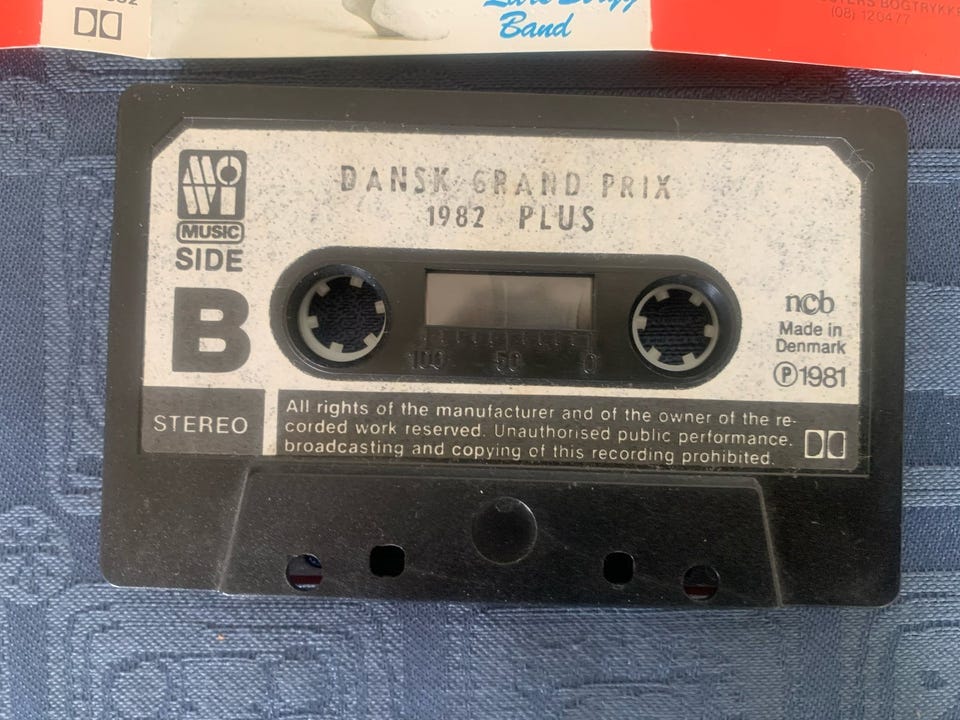 Band
(08) 120477
MOWI
MUSIC
SIDE
B
DANSK GRAND PRIX
1982 PLUS
100 50 0
ncb
Made in
Denmark
Ⓟ1981
STEREO
All rights of the manufacturer and of the owner of the re-
corded work reserved. Unauthorised public performance.
broadcasting and copying of this recording prohibited.